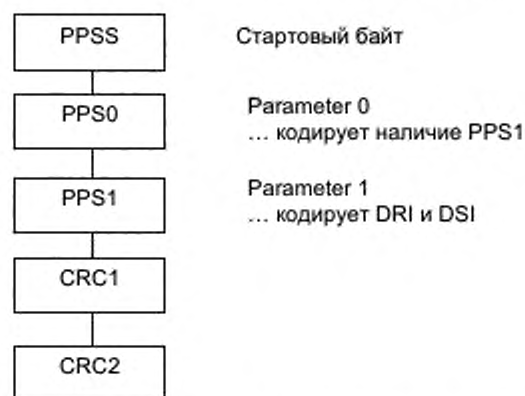 PPSS Стартовый байт
PPS0 Parameter 0
... кодирует наличие PPS1
PPS1 Parameter 1
... кодирует DRI и DSI
CRC1
CRC2